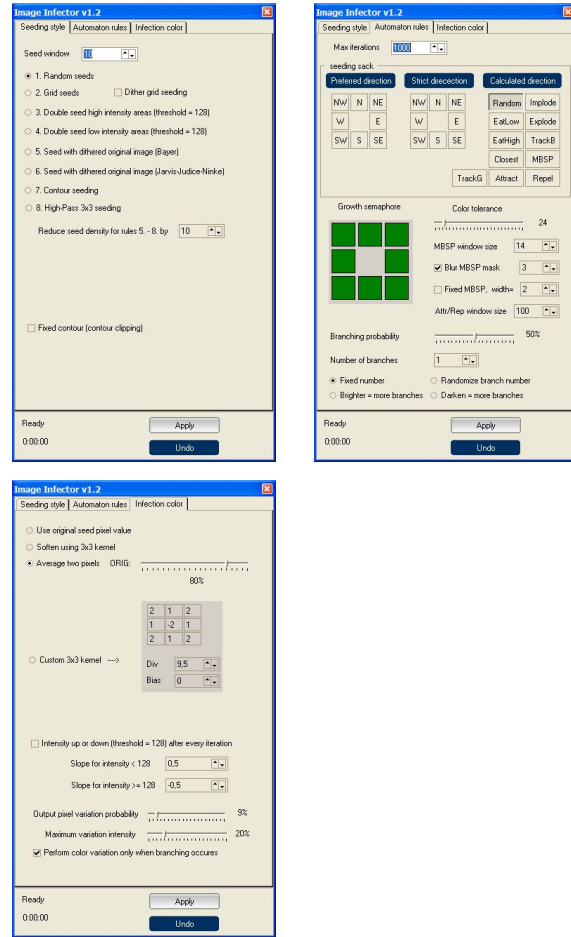 Image Infector v1.2
Seeding style Automaton rules Infection color
Seed window 10
1. Random seeds
2. Grid seeds Dither grid seeding
3. Double seed high intensity areas (threshold = 128)
4. Double seed low intensity areas (threshold = 128)
5. Seed with dithered original image (Bayer)
6. Seed with dithered original image (Jarvis-Judice-Ninke)
7. Contour seeding
8. High-Pass 3x3 seeding
Reduce seed density for rules 5. - 8. by 10
Fixed contour (contour clipping)
Ready Apply
0:00:00 Undo
Image Infector v1.2
Seeding style Automaton rules Infection color
Max iterations 1000
seeding sack
Preferred direction Strict direcection Calculated direction
NW N NE NW N NE Random Implode
W E W E EatLow Explode
SW S SE SW S SE EatHigh TrackB
Closest MBSP
TrackG Attract Repel
Growth semaphore Color tolerance
24
MBSP window size 14
Blur MBSP mask 3
Fixed MBSP, width= 2
Attr/Rep window size 100
Branching probability 50%
Number of branches 1
Fixed number Randomize branch number
Brighter = more branches Darken = more branches
Ready Apply
0:00:00 Undo
Image Infector v1.2
Seeding style Automaton rules Infection color
Use original seed pixel value
Soften using 3x3 kernel
Average two pixels ORIG:
80%
2 1 2
1 -2 1
2 1 2
Custom 3x3 kernel ---->
Div 9,5
Bias 0
Intensity up or down (threshold = 128) after every iteration
Slope for intensity < 128 0,5
Slope for intensity >= 128 -0,5
Output pixel variation probability 9%
Maximum variation intensity 20%
Perform color variation only when branching occures
Ready Apply
0:00:00 Undo